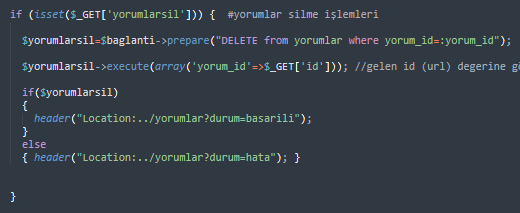 if (isset($_GET['yorumlarsil'])) {  #yorumlar silme işlemleri
$yorumlarsil=$baglanti->prepare("DELETE from yorumlar where yorum_id=:yorum_id");
$yorumlarsil->execute(array('yorum_id'=>$_GET['id'])); //gelen id (url) degerine
if($yorumlarsil)
{
header("Location:../yorumlar?durum=basarili");
}
else
{ header("Location:../yorumlar?durum=hata"); }
}